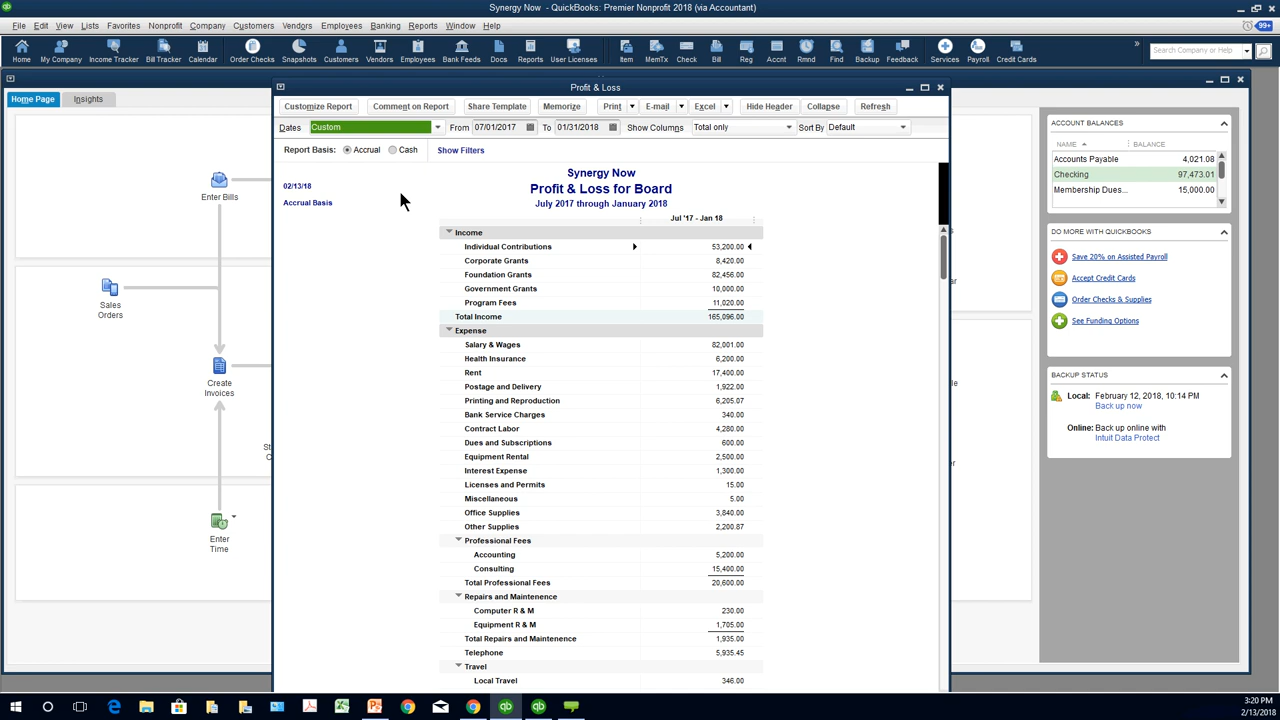 Synergy Now - QuickBooks: Premier Nonprofit 2018 (via Accountant)
File Edit View Lists Favorites Nonprofit Company Customers Vendors Employees Banking Reports Window Help
99+
Home My Company Income Tracker Bill Tracker Calendar Order Checks Snapshots Customers Vendors Employees Bank Feeds Docs Reports User Licenses Item MemTx Check Bill Reg Accnt Rmdr Find Backup Feedback Services Payroll Credit Cards
Search Company or Help
Home Page Insights
Profit & Loss
Customize Report Comment on Report Share Template Memorize Print E-mail Excel Hide Header Collapse Refresh
Dates Custom From 07/01/2017 To 01/31/2018 Show Columns Total only Sort By Default
Report Basis: Accrual Cash Show Filters
02/13/18
Accrual Basis
Synergy Now
Profit & Loss for Board
July 2017 through January 2018
Jul '17 - Jan 18
Income
Individual Contributions 53,200.00
Corporate Grants 8,420.00
Foundation Grants 82,456.00
Government Grants 10,000.00
Program Fees 11,020.00
Total Income 165,096.00
Expense
Salary & Wages 82,001.00
Health Insurance 6,200.00
Rent 17,400.00
Postage and Delivery 1,922.00
Printing and Reproduction 6,205.07
Bank Service Charges 340.00
Contract Labor 4,280.00
Dues and Subscriptions 600.00
Equipment Rental 2,500.00
Interest Expense 1,300.00
Licenses and Permits 15.00
Miscellaneous 5.00
Office Supplies 3,840.00
Other Supplies 2,200.87
Professional Fees
Accounting 5,200.00
Consulting 15,400.00
Total Professional Fees 20,600.00
Repairs and Maintenence
Computer R & M 230.00
Equipment R & M 1,705.00
Total Repairs and Maintenence 1,935.00
Telephone 5,935.45
Travel
Local Travel 346.00
Enter Bills
Sales
Orders
Create
Invoices
Enter
Time
ACCOUNT BALANCES
NAME BALANCE
Accounts Payable 4,021.08
Checking 97,473.01
Membership Dues... 15,000.00
DO MORE WITH QUICKBOOKS
Save 20% on Assisted Payroll
Accept Credit Cards
Order Checks & Supplies
See Funding Options
BACKUP STATUS
Local: February 12, 2018, 10:14 PM
Back up now
Online: Back up online with
Intuit Data Protect
3:20 PM
2/13/2018